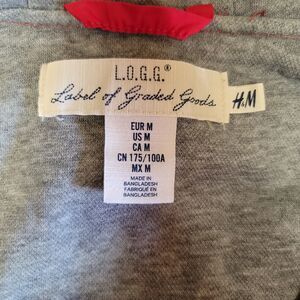 L.O.G.G.®
Label of Graded Goods
H&M
EUR M
US M
CA M
CN 175/100A
MX M
MADE IN
BANGLADESH
FABRIQUÉ EN
BANGLADESH